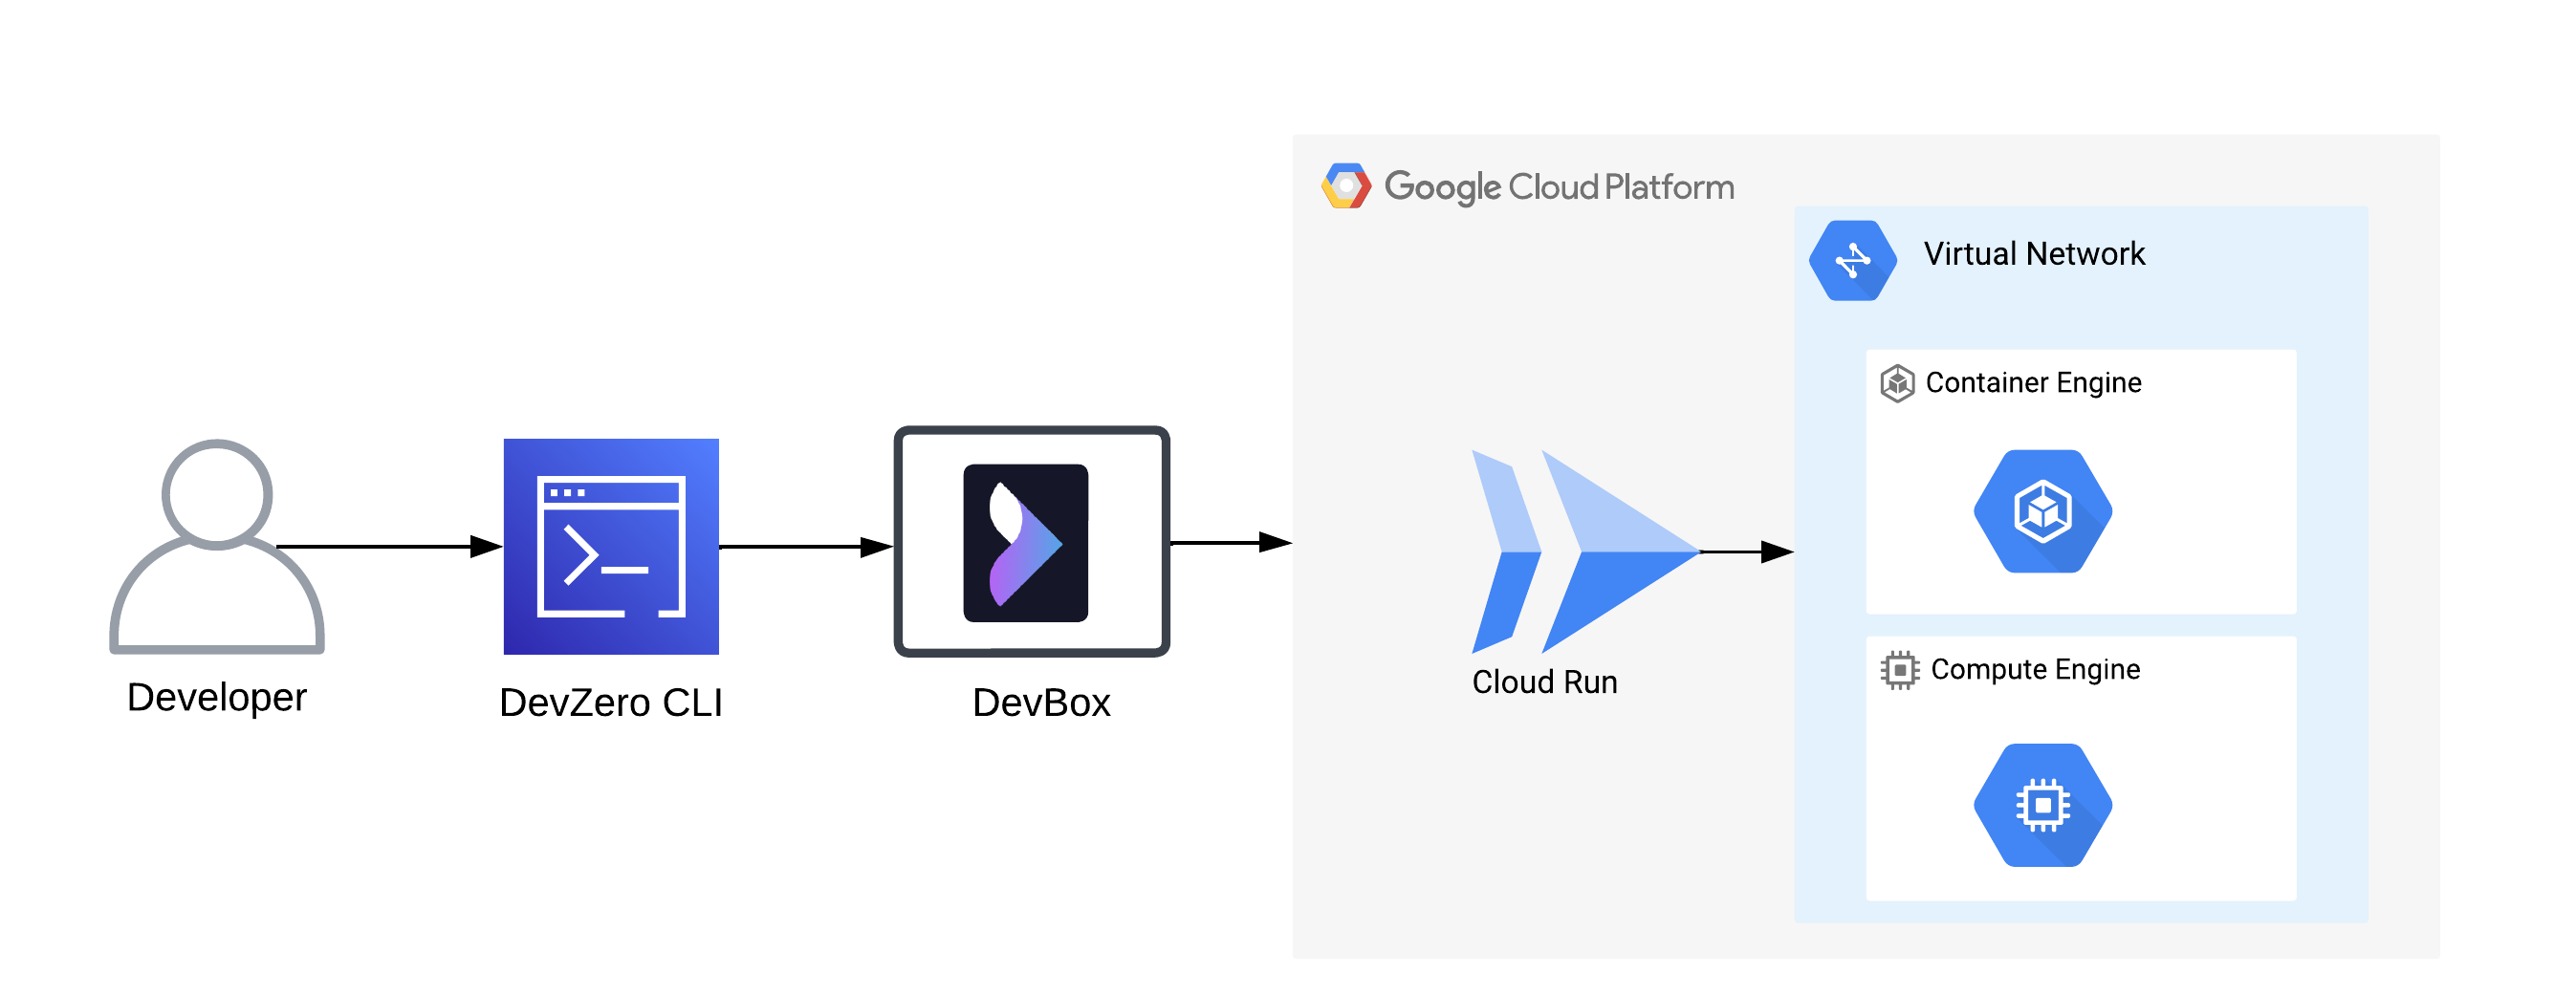 Google Cloud Platform
Virtual Network
Container Engine
Developer
DevZero CLI
DevBox
Cloud Run
Compute Engine